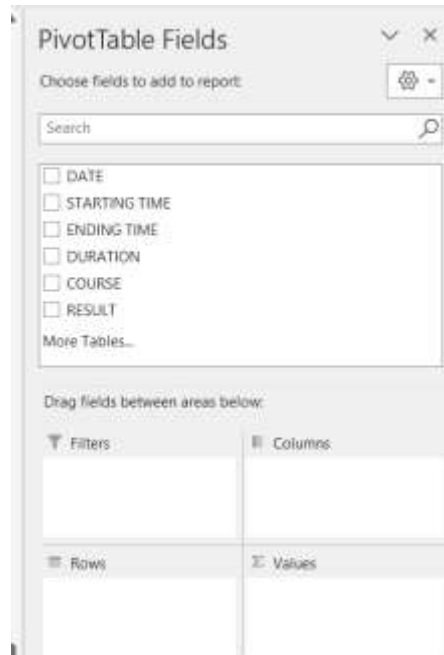 PivotTable Fields
Choose fields to add to report:
Search
DATE
STARTING TIME
ENDING TIME
DURATION
COURSE
RESULT
More Tables...
Drag fields between areas below:
Filters
Columns
Rows
Σ Values